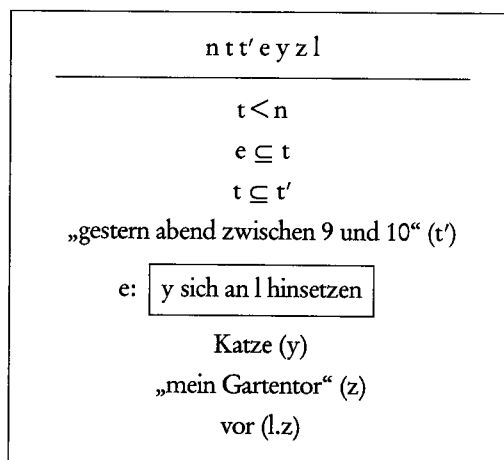 n t t′ e y z l
t < n
e ⊆ t
t ⊆ t′
„gestern abend zwischen 9 und 10“ (t′)
e: y sich an l hinsetzen
Katze (y)
„mein Gartentor“ (z)
vor (l.z)